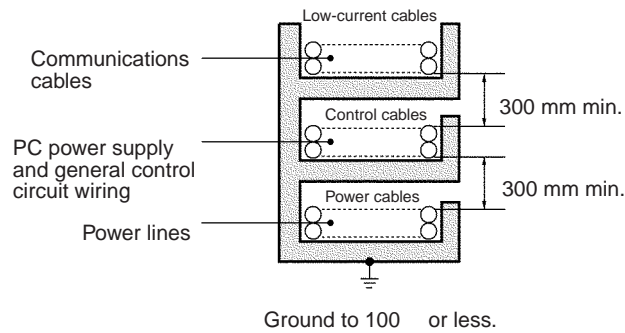 Low-current cables
Communications
cables
300 mm min.
Control cables
PC power supply
and general control
circuit wiring
300 mm min.
Power cables
Power lines
Ground to 100 or less.